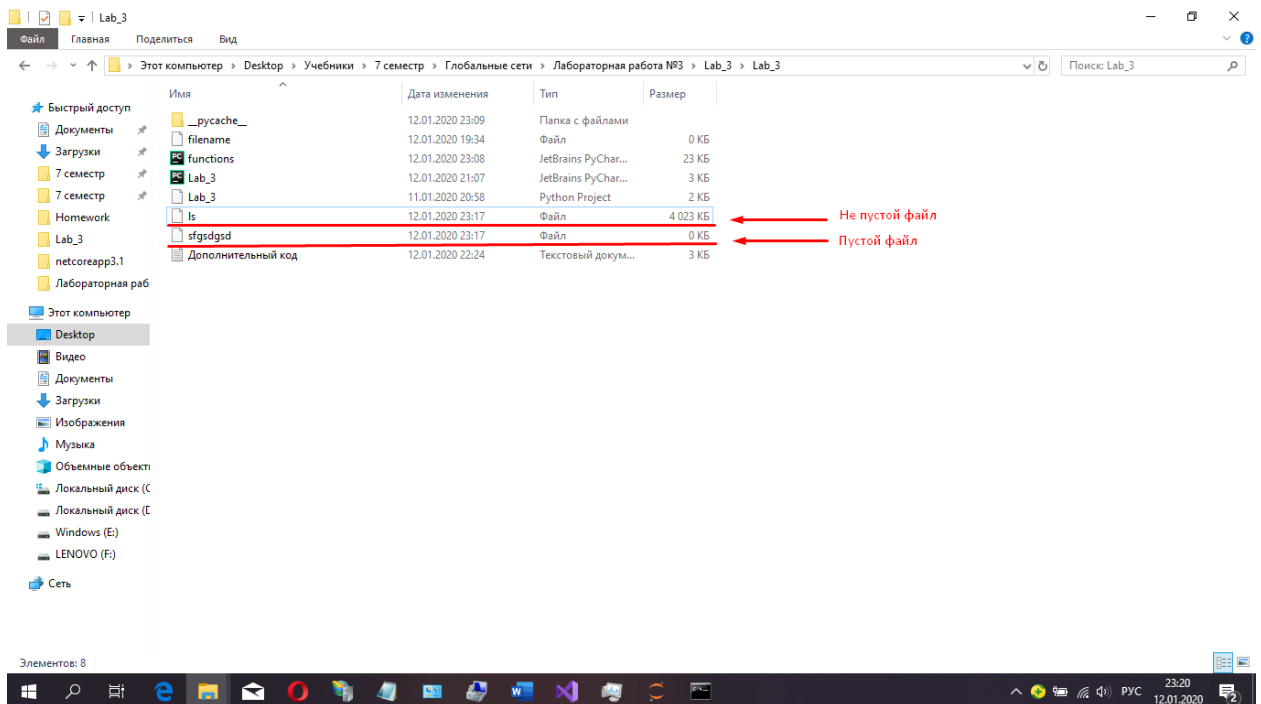 Lab_3
Файл Главная Поделиться Вид
Этот компьютер > Desktop > Учебники > 7 семестр > Глобальные сети > Лабораторная работа №3 > Lab_3 > Lab_3
Поиск: Lab_3
Имя Дата изменения Тип Размер
Быстрый доступ
Документы
Загрузки
7 семестр
7 семестр
Homework
Lab_3
netcoreapp3.1
Лабораторная раб
Этот компьютер
Desktop
Видео
Документы
Загрузки
Изображения
Музыка
Объемные объекты
Локальный диск (C
Локальный диск (D
Windows (E:)
LENOVO (F:)
Сеть
__pycache__ 12.01.2020 23:09 Папка с файлами
filename 12.01.2020 19:34 Файл 0 КБ
functions 12.01.2020 23:08 JetBrains PyChar... 23 КБ
Lab_3 12.01.2020 21:07 JetBrains PyChar... 3 КБ
Lab_3 11.01.2020 20:58 Python Project 2 КБ
ls 12.01.2020 23:17 Файл 4 023 КБ
Не пустой файл
sfgsdgsd 12.01.2020 23:17 Файл 0 КБ
Пустой файл
Дополнительный код 12.01.2020 22:24 Текстовый докум... 3 КБ
Элементов: 8
РУС
23:20
12.01.2020
2